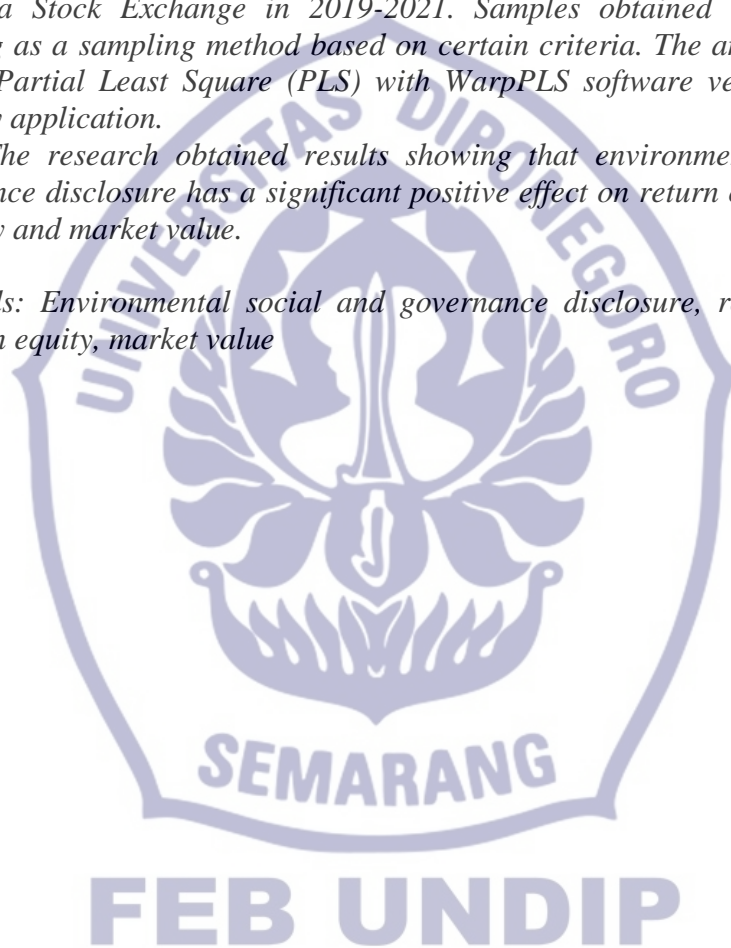 a Stock Exchange in 2019-2021. Samples obtained
g as a sampling method based on certain criteria. The a
Partial Least Square (PLS) with WarpPLS software ve
y application.
The research obtained results showing that environme
nce disclosure has a significant positive effect on return
y and market value.
ls: Environmental social and governance disclosure, r
n equity, market value
UNIVERSITAS DIPONEGORO
SEMARANG
FEB UNDIP